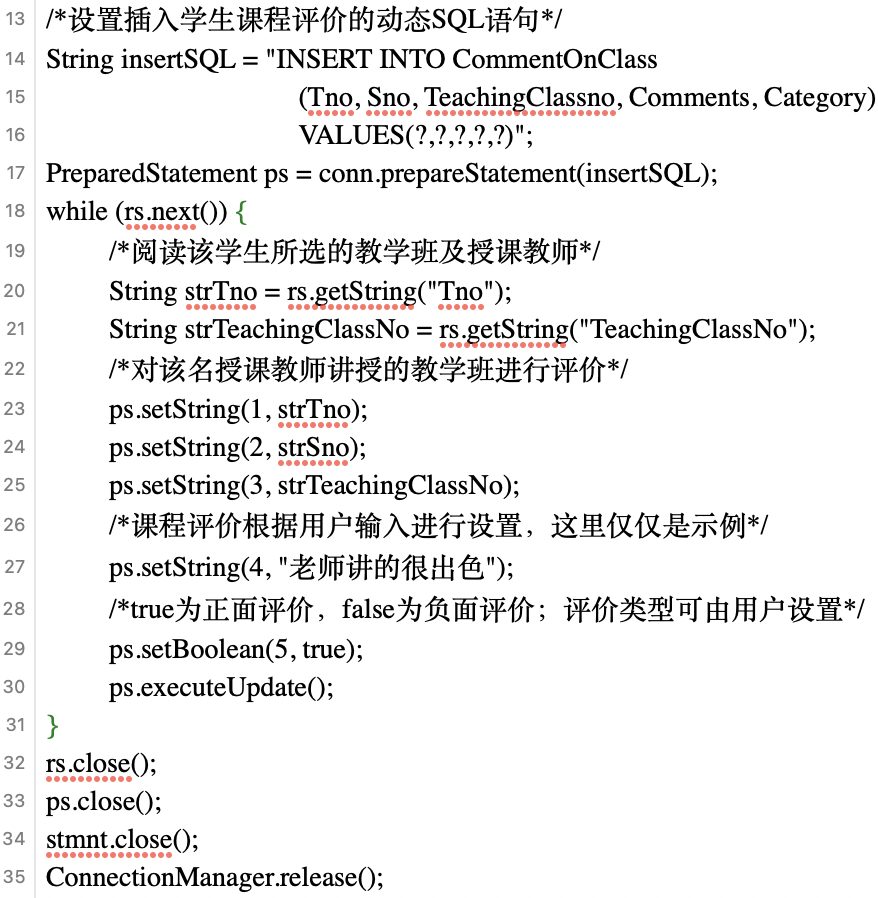 13 /*设置插入学生课程评价的动态SQL语句*/
14 String insertSQL = "INSERT INTO CommentOnClass
15 (Tno, Sno, TeachingClassno, Comments, Category)
16 VALUES(?,?,?,?,?)";
17 PreparedStatement ps = conn.prepareStatement(insertSQL);
18 while (rs.next()) {
19 /*阅读该学生所选的教学班及授课教师*/
20 String strTno = rs.getString("Tno");
21 String strTeachingClassNo = rs.getString("TeachingClassNo");
22 /*对该名授课教师讲授的教学班进行评价*/
23 ps.setString(1, strTno);
24 ps.setString(2, strSno);
25 ps.setString(3, strTeachingClassNo);
26 /*课程评价根据用户输入进行设置，这里仅仅是示例*/
27 ps.setString(4, "老师讲的很出色");
28 /*true为正面评价，false为负面评价；评价类型可由用户设置*/
29 ps.setBoolean(5, true);
30 ps.executeUpdate();
31 }
32 rs.close();
33 ps.close();
34 stmnt.close();
35 ConnectionManager.release();